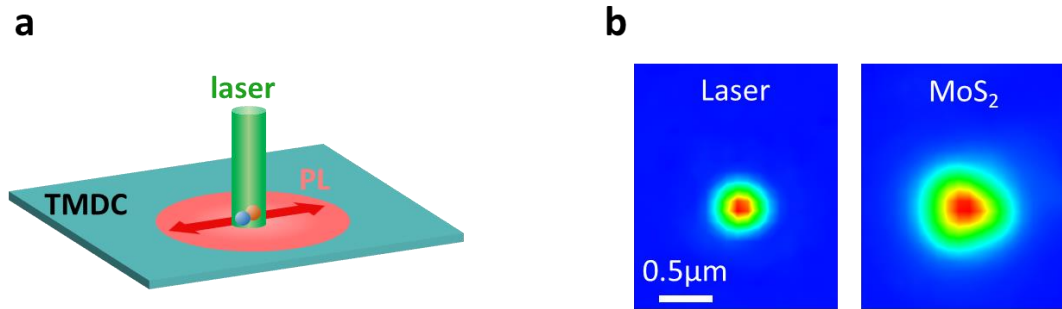 a
laser
PL
TMDC
b
Laser
MoS₂
0.5μm